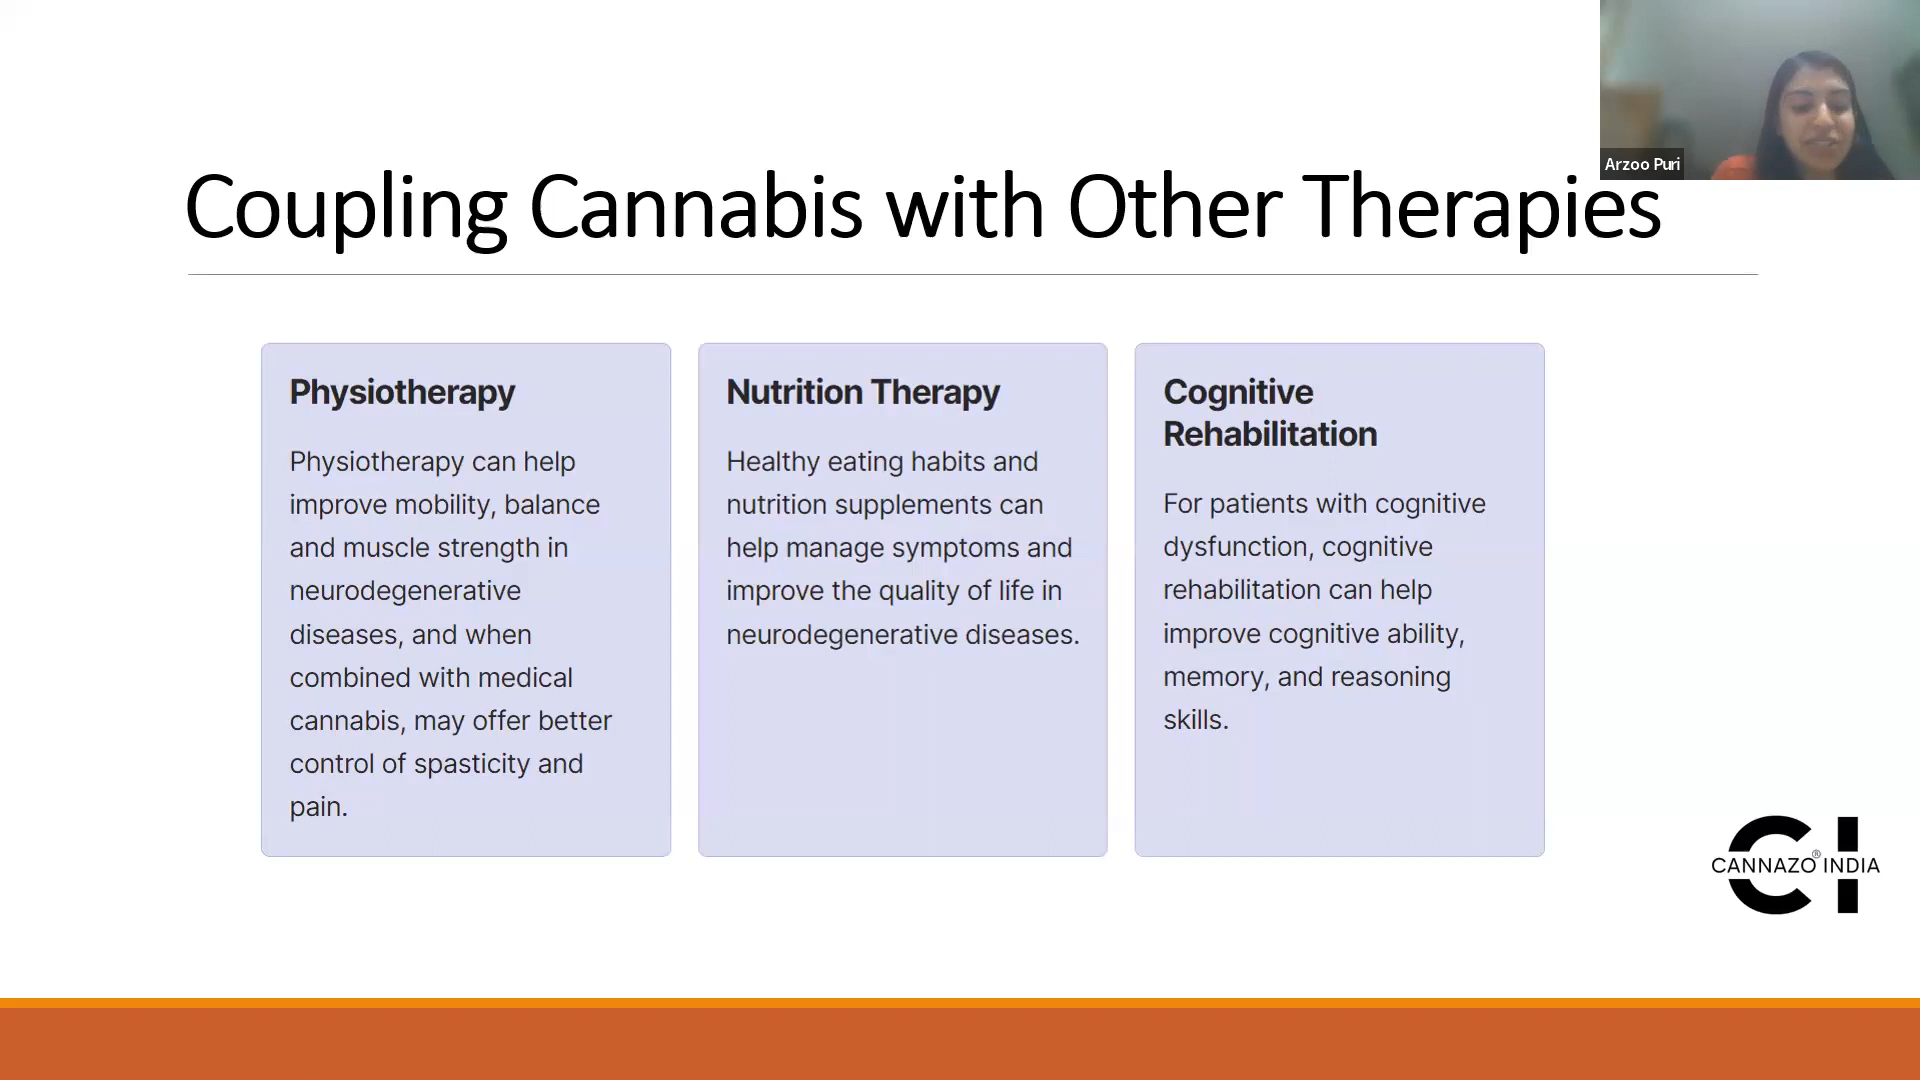 Arzoo Puri
Coupling Cannabis with Other Therapies
Physiotherapy
Physiotherapy can help
improve mobility, balance
and muscle strength in
neurodegenerative
diseases, and when
combined with medical
cannabis, may offer better
control of spasticity and
pain.
Nutrition Therapy
Healthy eating habits and
nutrition supplements can
help manage symptoms and
improve the quality of life in
neurodegenerative diseases.
Cognitive
Rehabilitation
For patients with cognitive
dysfunction, cognitive
rehabilitation can help
improve cognitive ability,
memory, and reasoning
skills.
CI
CANNAZO® INDIA